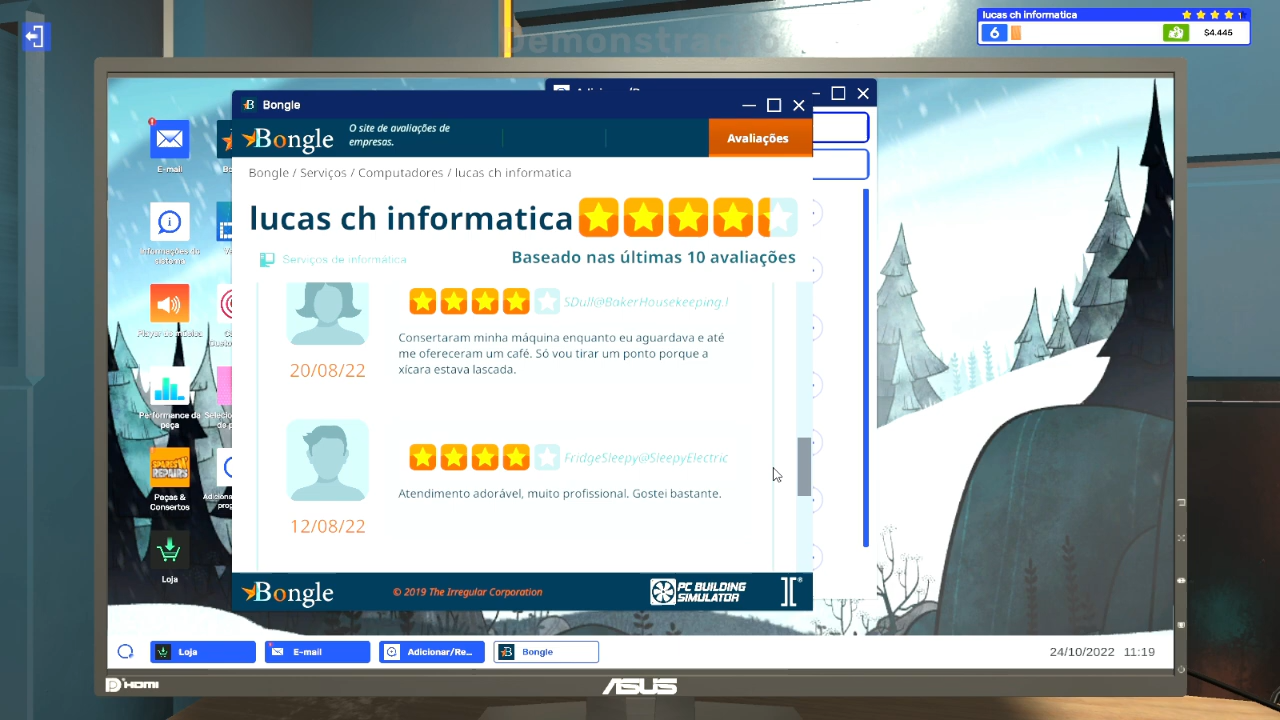 lucas ch informatica
6
$4.445
Demonstraç
Bongle
Bongle
O site de avaliações de
empresas.
Avaliações
Bongle / Serviços / Computadores / lucas ch informatica
lucas ch informatica
Serviços de informática
Baseado nas últimas 10 avaliações
SDull@BakerHousekeeping.!
Consertaram minha máquina enquanto eu aguardava e até
me ofereceram um café. Só vou tirar um ponto porque a
xícara estava lascada.
20/08/22
FridgeSleepy@SleepyElectric
Atendimento adorável, muito profissional. Gostei bastante.
12/08/22
Bongle
© 2019 The Irregular Corporation
PC BUILDING
SIMULATOR
E-mail
Informações do
sistema
Player de música
Performance da
peça
SPARES
REPAIRS
Peças &
Consertos
Loja
Loja
E-mail
Adicionar/Re...
Bongle
24/10/2022 11:19
HDMI
ASUS